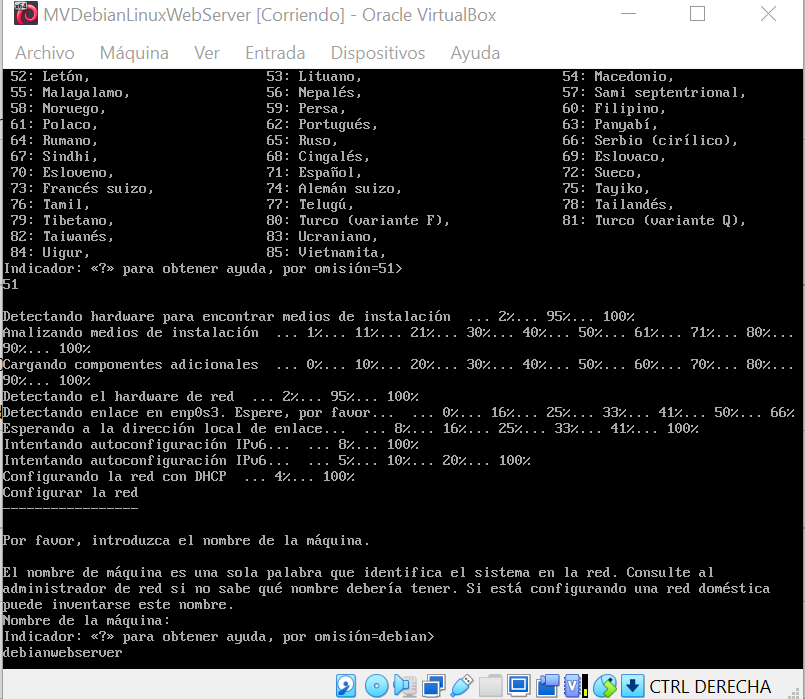 MVDebianLinuxWebServer [Corriendo] - Oracle VirtualBox
Archivo Máquina Ver Entrada Dispositivos Ayuda
52: Letón, 53: Lituano, 54: Macedonio,
55: Malayalamo, 56: Nepalés, 57: Sami septentrional,
58: Noruego, 59: Persa, 60: Filipino,
61: Polaco, 62: Portugués, 63: Panyabí,
64: Rumano, 65: Ruso, 66: Serbio (cirílico),
67: Sindhi, 68: Cingalés, 69: Eslovaco,
70: Esloveno, 71: Español, 72: Sueco,
73: Francés suizo, 74: Alemán suizo, 75: Tayiko,
76: Tamil, 77: Telugú, 78: Tailandés,
79: Tibetano, 80: Turco (variante F), 81: Turco (variante Q),
82: Taiwanés, 83: Ucraniano,
84: Uigur, 85: Vietnamita,
Indicador: «?» para obtener ayuda, por omisión=51>
51
Detectando hardware para encontrar medios de instalación ... 2%... 95%... 100%
Analizando medios de instalación ... 1%... 11%... 21%... 30%... 40%... 50%... 61%... 71%... 80%...
90%... 100%
Cargando componentes adicionales ... 0%... 10%... 20%... 30%... 40%... 50%... 60%... 70%... 80%...
90%... 100%
Detectando el hardware de red ... 2%... 95%... 100%
Detectando enlace en enp0s3. Espere, por favor... ... 0%... 16%... 25%... 33%... 41%... 50%... 66%
Esperando a la dirección local de enlace... ... 8%... 16%... 25%... 33%... 41%... 100%
Intentando autoconfiguración IPv6... ... 8%... 100%
Intentando autoconfiguración IPv6... ... 5%... 10%... 20%... 100%
Configurando la red con DHCP ... 4%... 100%
Configurar la red
-----------------
Por favor, introduzca el nombre de la máquina.
El nombre de máquina es una sola palabra que identifica el sistema en la red. Consulte al
administrador de red si no sabe qué nombre debería tener. Si está configurando una red doméstica
puede inventarse este nombre.
Nombre de la máquina:
Indicador: «?» para obtener ayuda, por omisión=debian>
debianwebserver
CTRL DERECHA